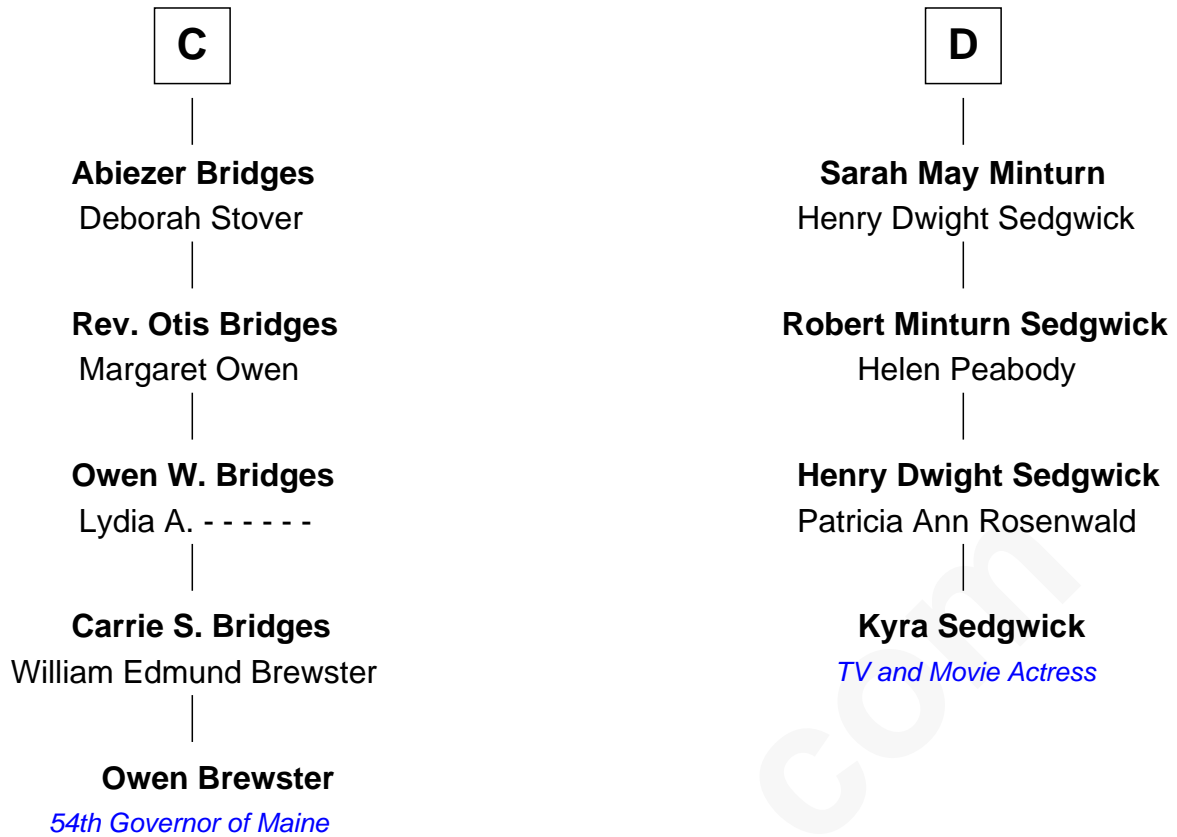 C
Abiezer Bridges
Deborah Stover
Rev. Otis Bridges
Margaret Owen
Owen W. Bridges
Lydia A. - - - - - -
Carrie S. Bridges
William Edmund Brewster
Owen Brewster
54th Governor of Maine
D
Sarah May Minturn
Henry Dwight Sedgwick
Robert Minturn Sedgwick
Helen Peabody
Henry Dwight Sedgwick
Patricia Ann Rosenwald
Kyra Sedgwick
TV and Movie Actress
com